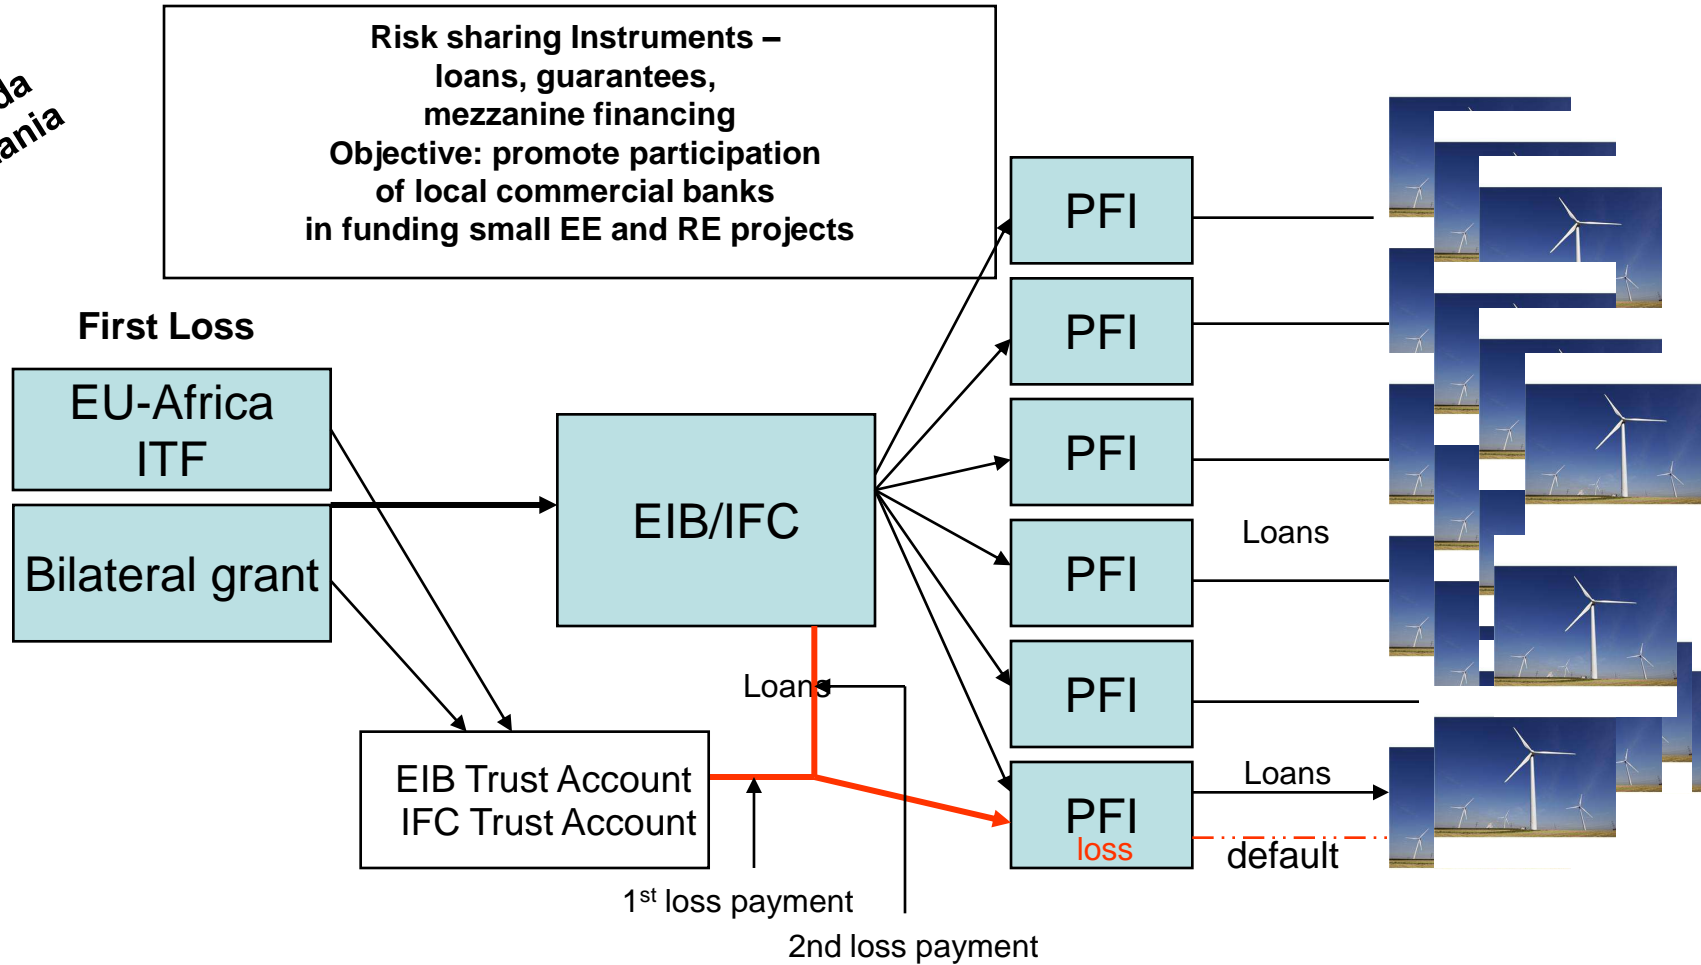 Risk sharing Instruments –
loans, guarantees,
mezzanine financing
Objective: promote participation
of local commercial banks
in funding small EE and RE projects
First Loss
EU-Africa
ITF
Bilateral grant
EIB/IFC
Loans
EIB Trust Account
IFC Trust Account
1st loss payment
2nd loss payment
PFI
PFI
PFI
PFI
PFI
PFI
loss
Loans
Loans
default